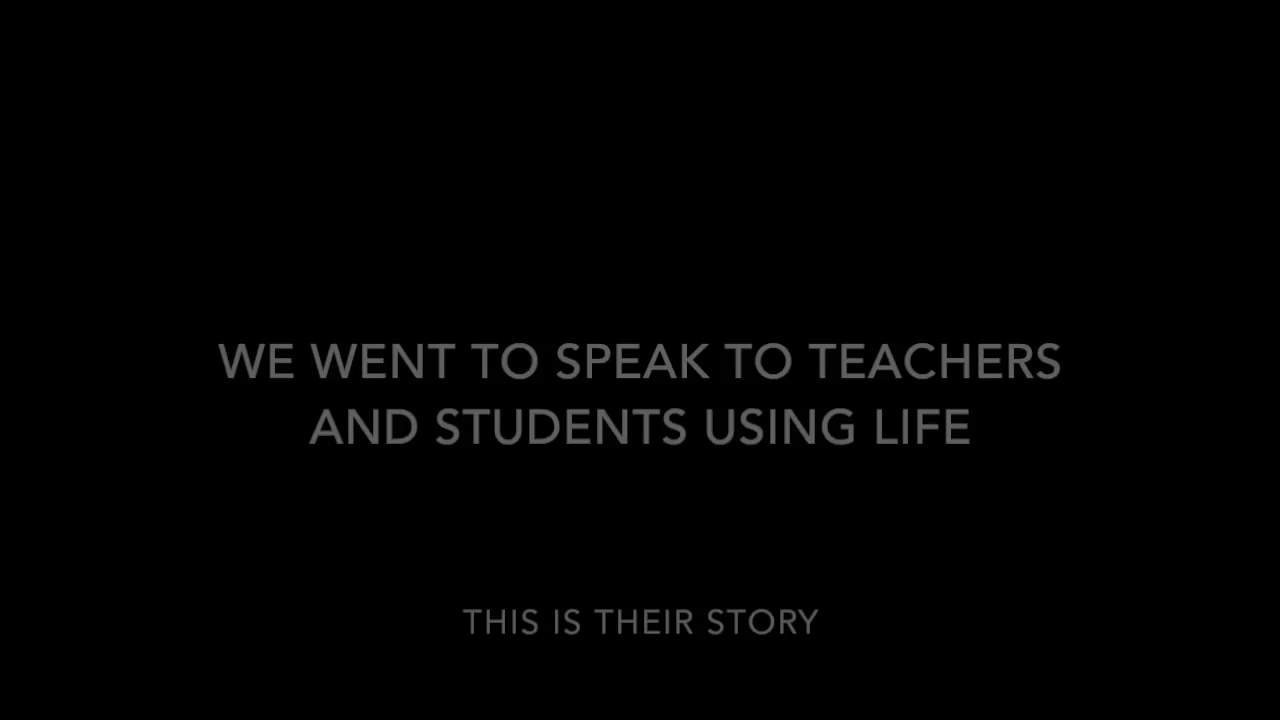 WE WENT TO SPEAK TO TEACHERS
AND STUDENTS USING LIFE
THIS IS THEIR STORY